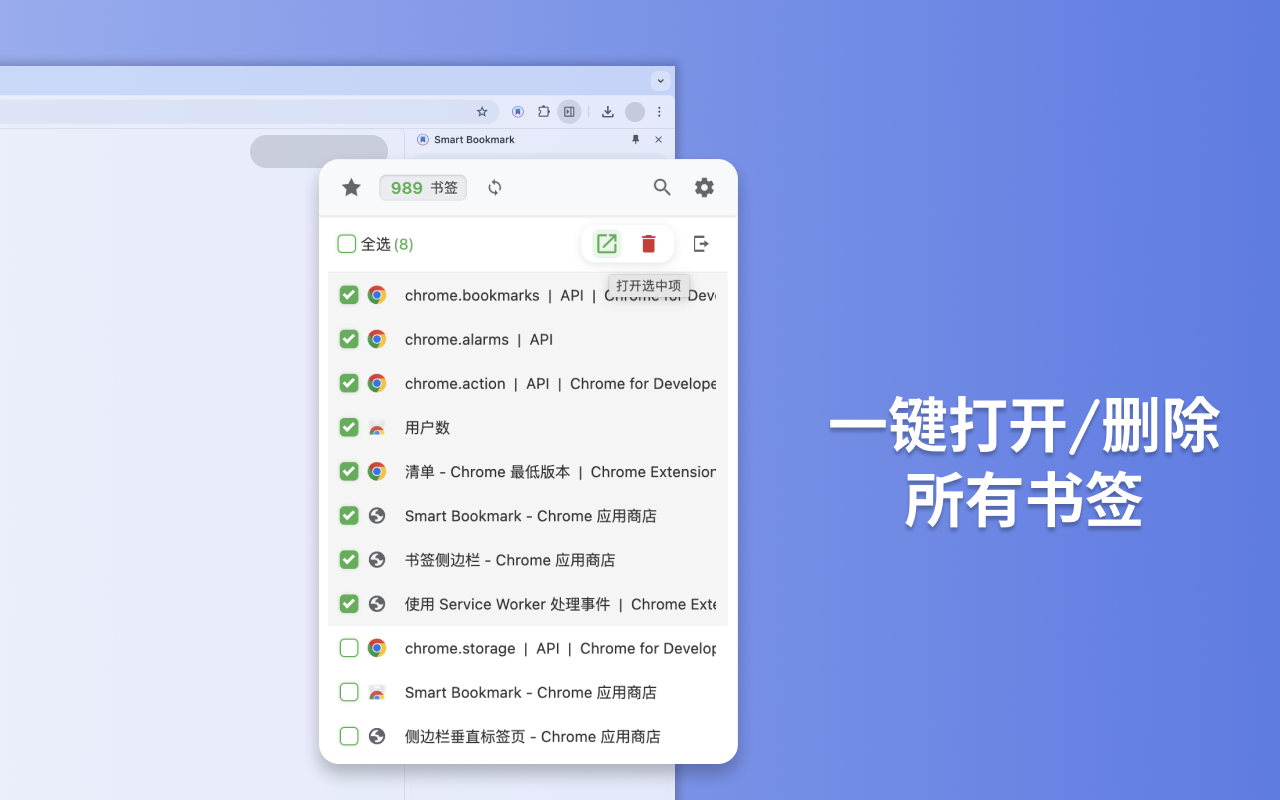 Smart Bookmark
989 书签
全选 (8)
打开选中项
chrome.bookmarks | API | Chrome for Deve
chrome.alarms | API
chrome.action | API | Chrome for Develope
用户数
清单 - Chrome 最低版本 | Chrome Extension
Smart Bookmark - Chrome 应用商店
书签侧边栏 - Chrome 应用商店
使用 Service Worker 处理事件 | Chrome Exte
chrome.storage | API | Chrome for Develop
Smart Bookmark - Chrome 应用商店
侧边栏垂直标签页 - Chrome 应用商店
一键打开/删除
所有书签